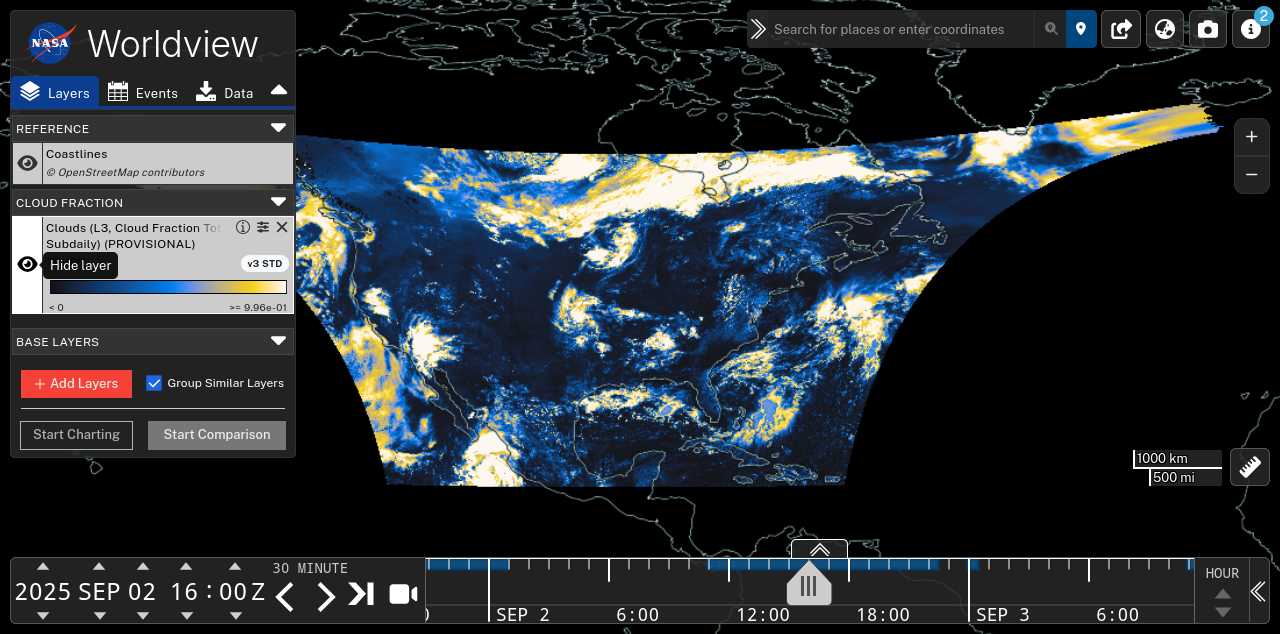 NASA Worldview
Search for places or enter coordinates
2
Layers
Events
Data
REFERENCE
Coastlines
© OpenStreetMap contributors
CLOUD FRACTION
Clouds (L3, Cloud Fraction Tot
Subdaily) (PROVISIONAL)
Hide layer
v3 STD
< 0
>= 9.96e-01
BASE LAYERS
+ Add Layers
Group Similar Layers
Start Charting
Start Comparison
+
−
1000 km
500 mi
2025 SEP 02 16:00 Z
30 MINUTE
SEP 2
6:00
12:00
18:00
SEP 3
6:00
HOUR